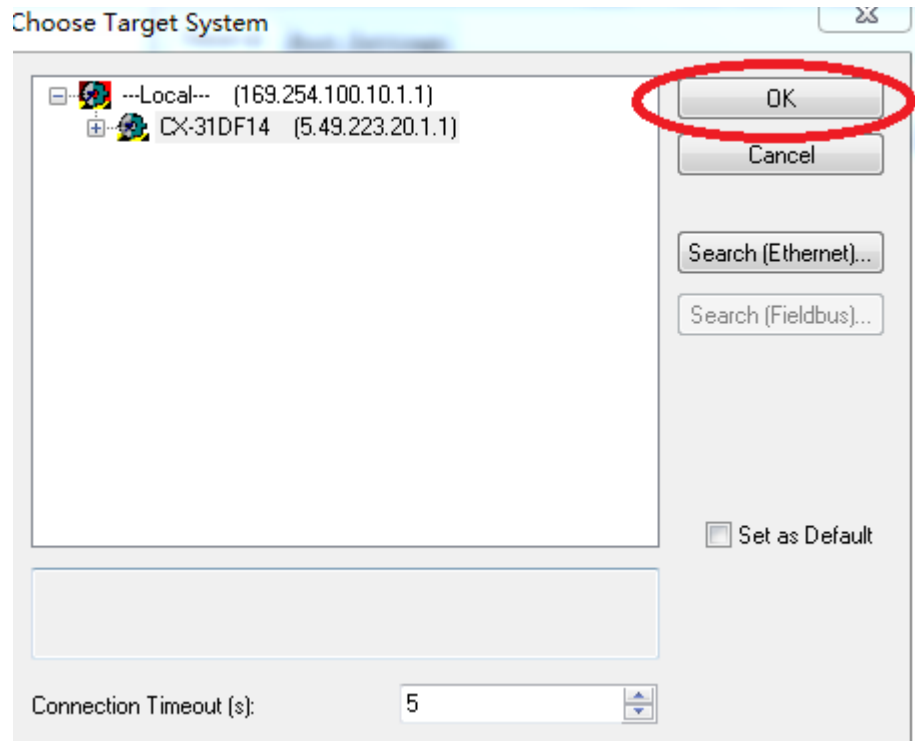 Choose Target System
---Local--- (169.254.100.10.1.1)
CX-31DF14 (5.49.223.20.1.1)
OK
Cancel
Search (Ethernet)...
Search (Fieldbus)...
Set as Default
Connection Timeout (s):
5